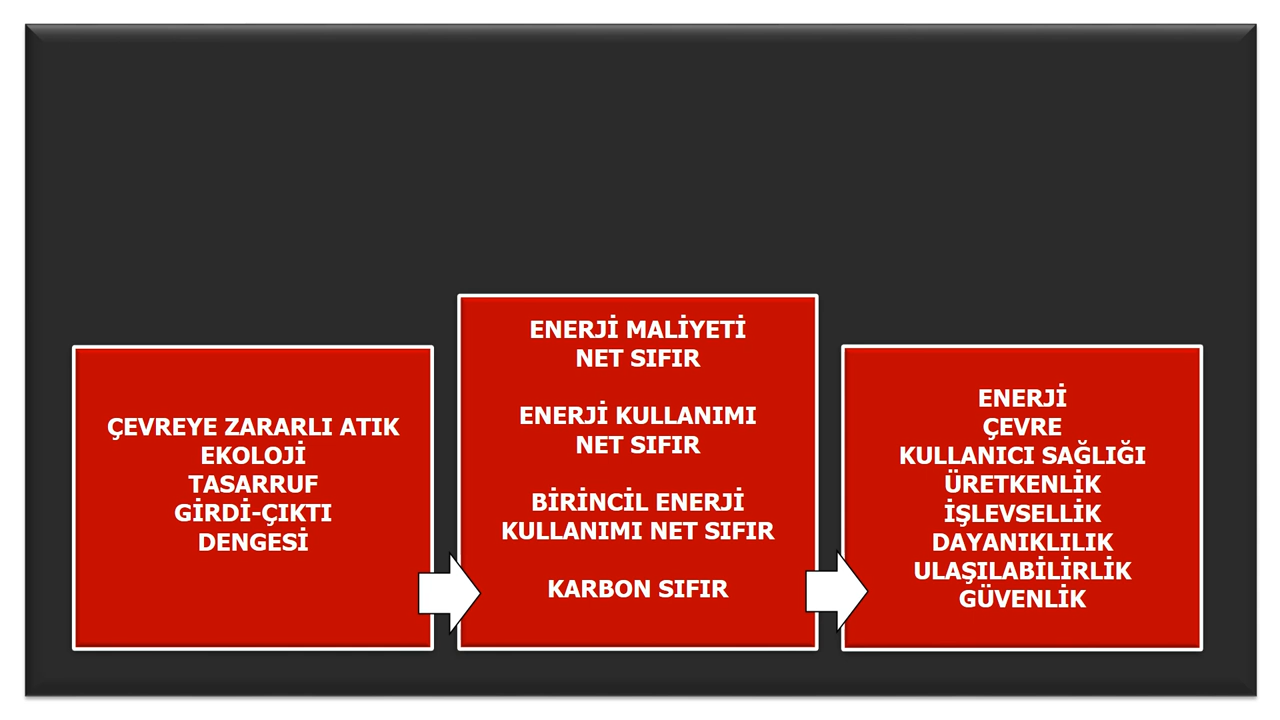 ÇEVREYE ZARARLI ATIK
EKOLOJİ
TASARRUF
GİRDİ-ÇIKTI
DENGESİ
ENERJİ MALİYETİ
NET SIFIR
ENERJİ KULLANIMI
NET SIFIR
BİRİNCİL ENERJİ
KULLANIMI NET SIFIR
KARBON SIFIR
ENERJİ
ÇEVRE
KULLANICI SAĞLIĞI
ÜRETKENLİK
İŞLEVSELLİK
DAYANIKLILIK
ULAŞILABİLİRLİK
GÜVENLİK